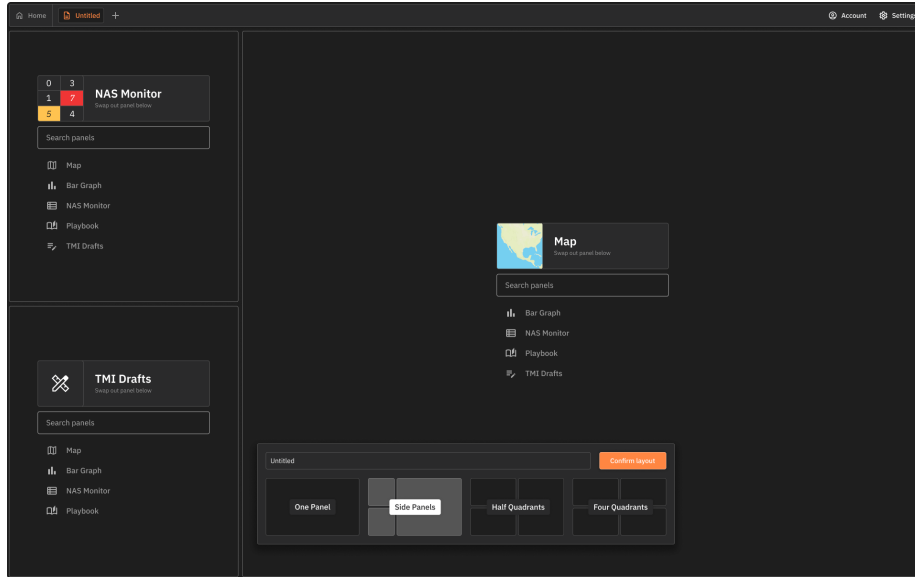 Home
Untitled
+
Account
Settings
0 3
1 7
5 4
NAS Monitor
Swap out panel below
Search panels
Map
Bar Graph
NAS Monitor
Playbook
TMI Drafts
TMI Drafts
Swap out panel below
Search panels
Map
Bar Graph
NAS Monitor
Playbook
Map
Swap out panel below
Search panels
Bar Graph
NAS Monitor
Playbook
TMI Drafts
Untitled
Confirm layout
One Panel
Side Panels
Half Quadrants
Four Quadrants